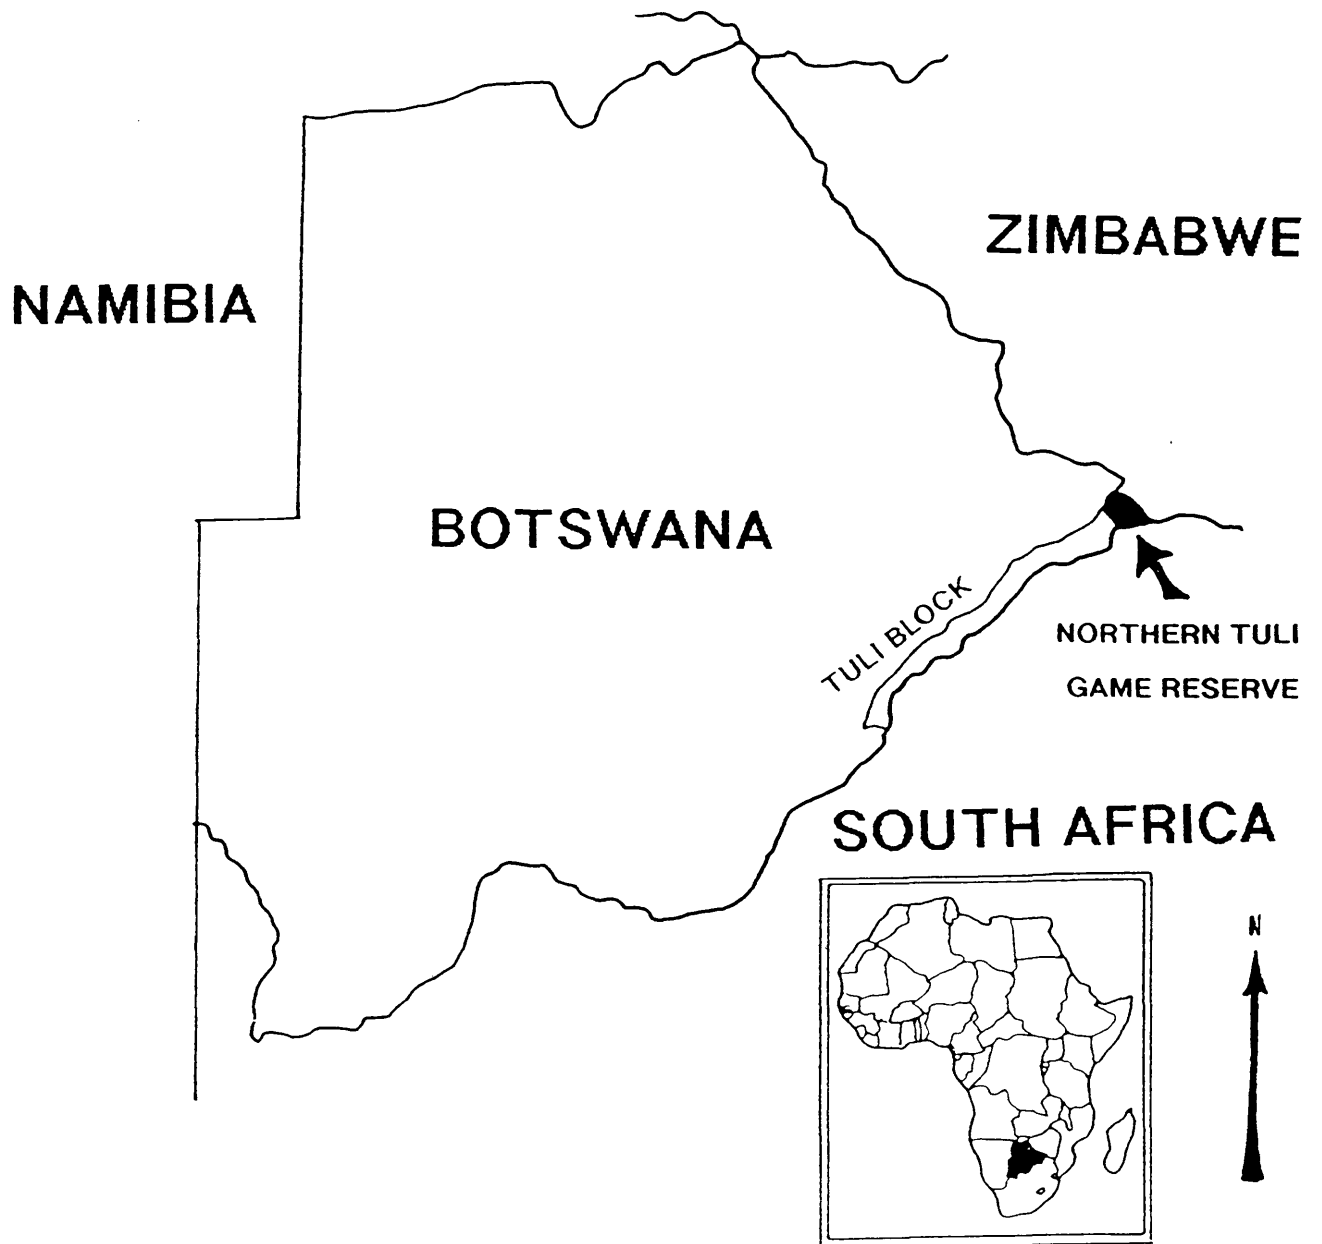 ZIMBABWE
NAMIBIA
BOTSWANA
TULI BLOCK
NORTHERN TULI
GAME RESERVE
SOUTH AFRICA
N